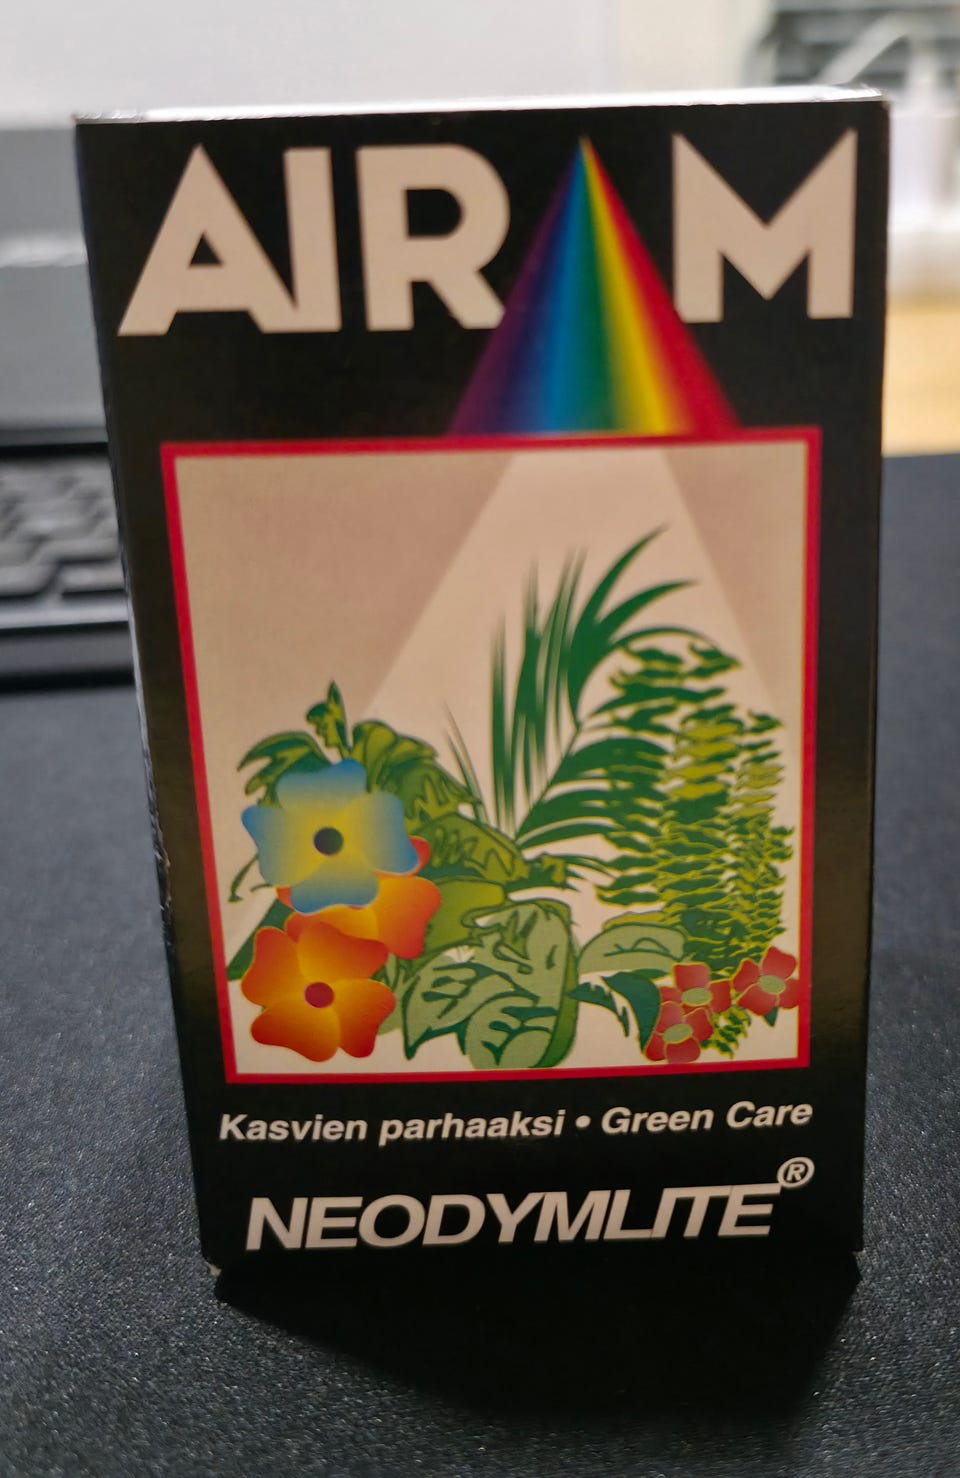 AIRAM
Kasvien parhaaksi • Green Care
NEODYMLITE®